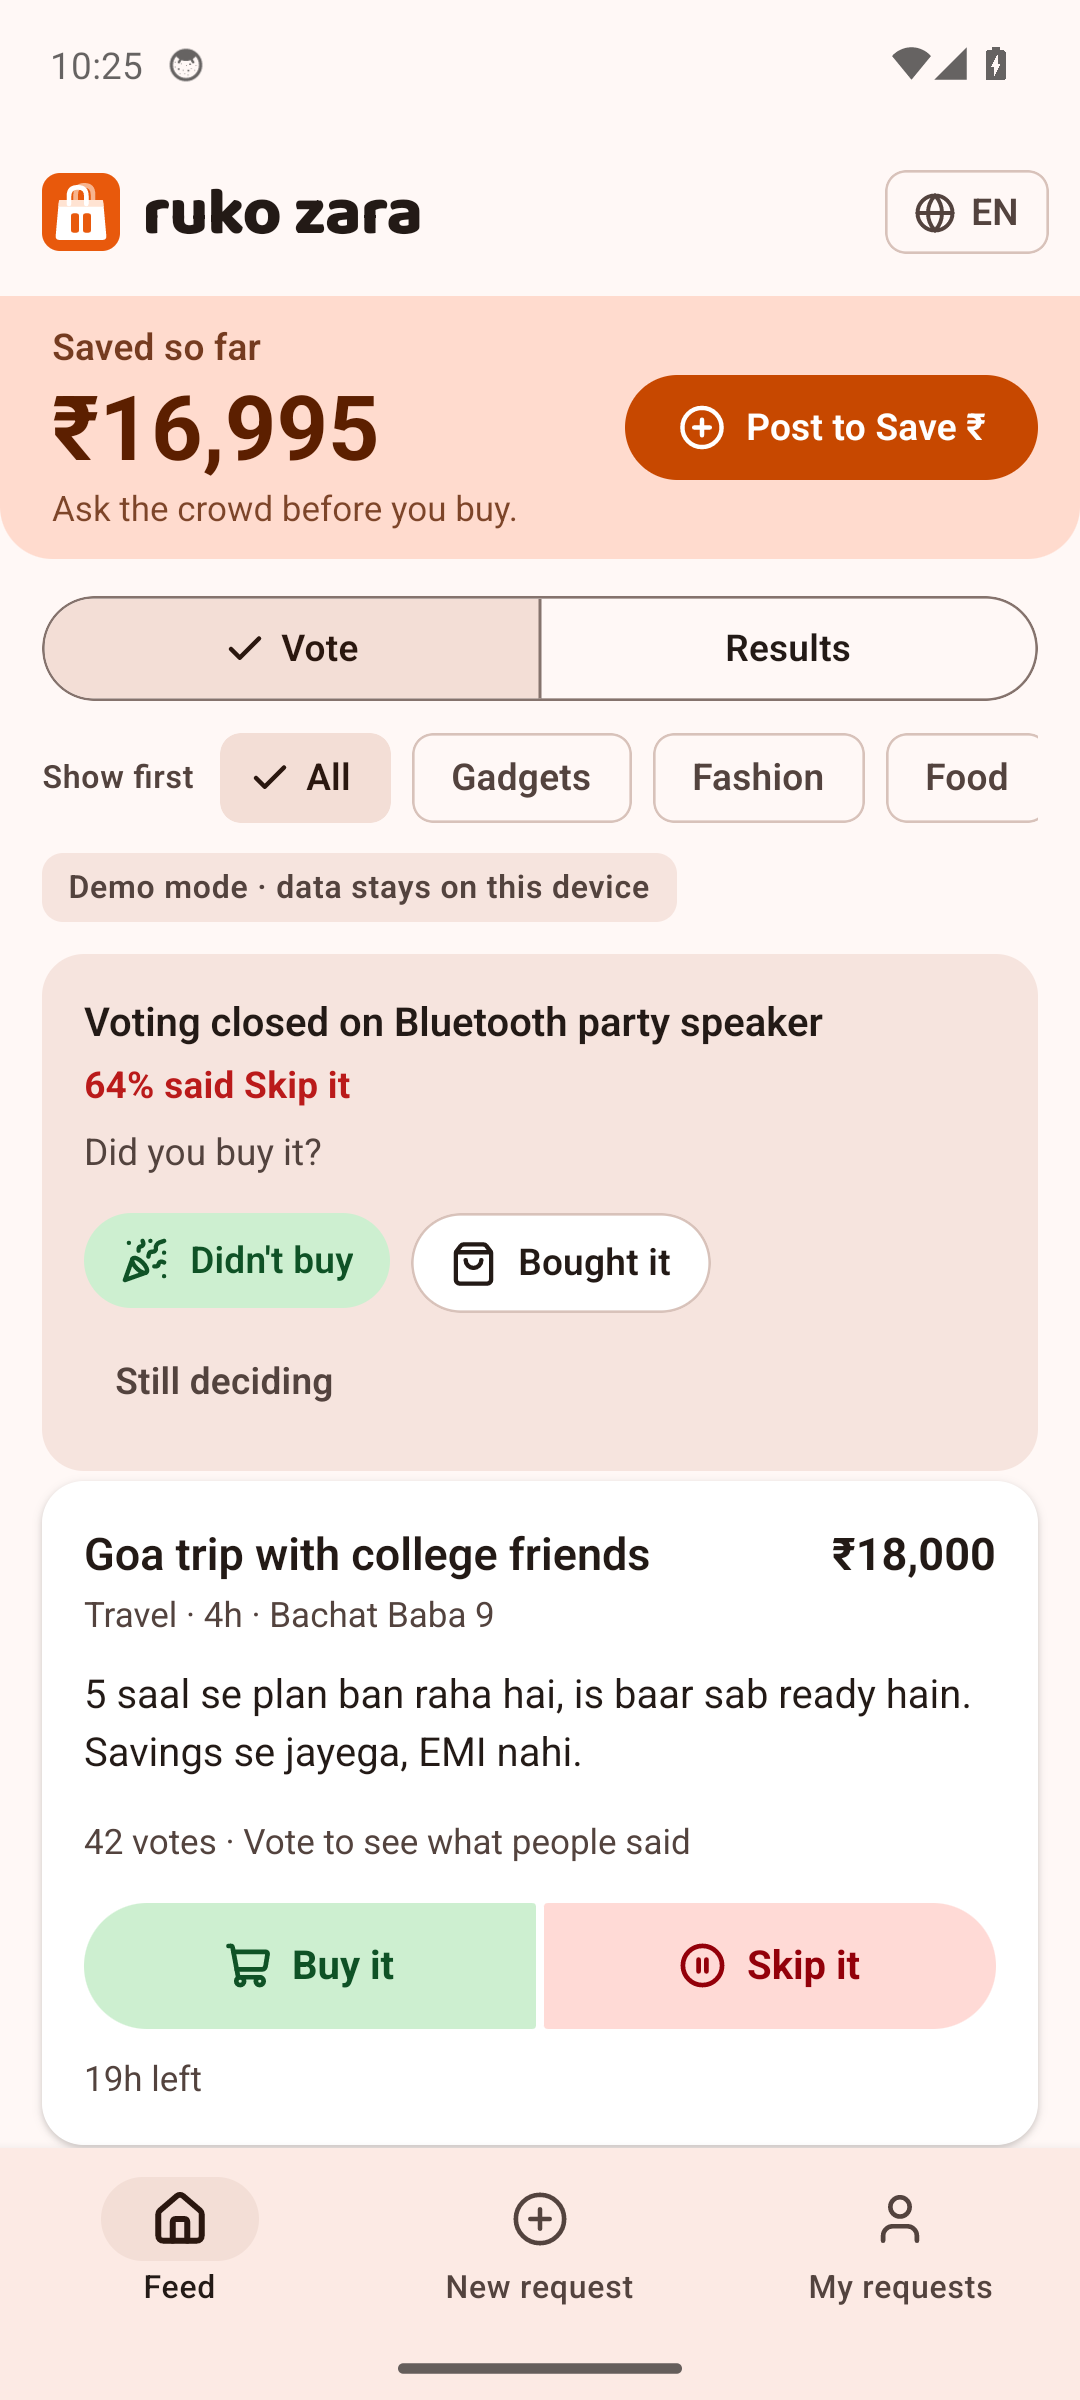 10:25
ruko zara
EN
Saved so far
₹16,995
Post to Save ₹
Ask the crowd before you buy.
Vote
Results
Show first
All
Gadgets
Fashion
Food
Demo mode · data stays on this device
Voting closed on Bluetooth party speaker
64% said Skip it
Did you buy it?
Didn't buy
Bought it
Still deciding
Goa trip with college friends
₹18,000
Travel · 4h · Bachat Baba 9
5 saal se plan ban raha hai, is baar sab ready hain.
Savings se jayega, EMI nahi.
42 votes · Vote to see what people said
Buy it
Skip it
19h left
Feed
New request
My requests